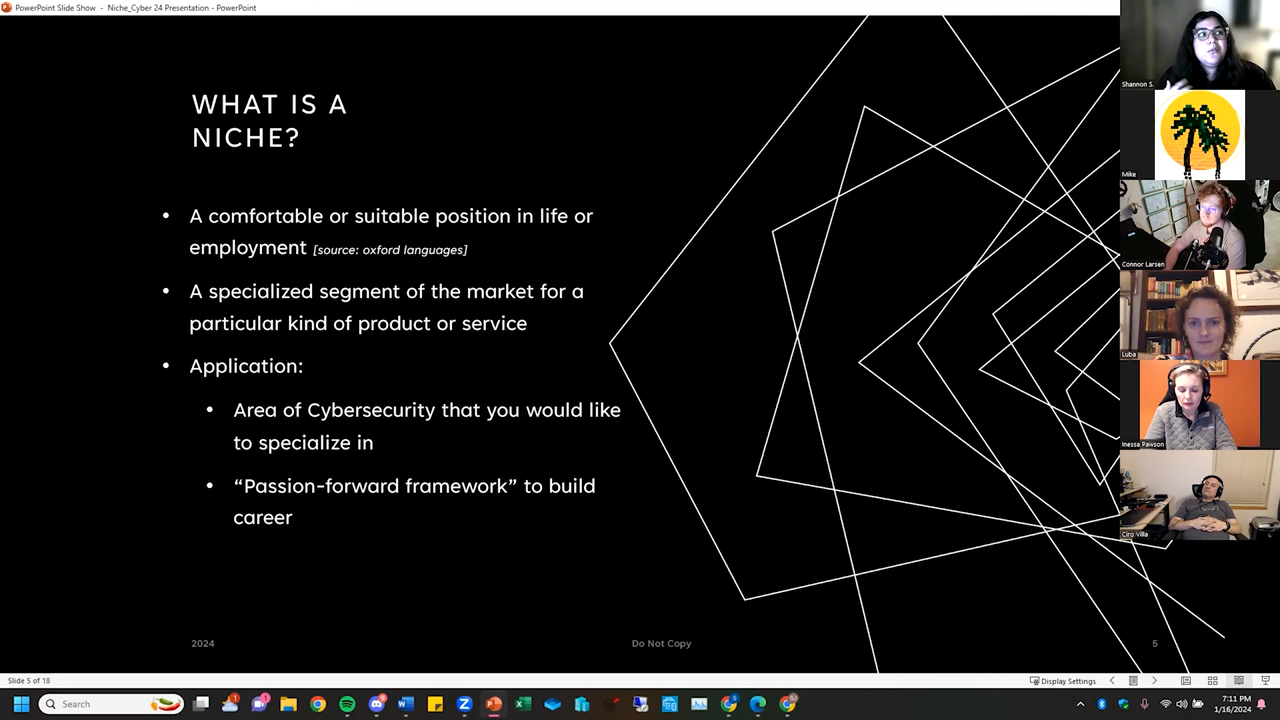 PowerPoint Slide Show - Niche_Cyber 24 Presentation - PowerPoint
WHAT IS A
NICHE?
• A comfortable or suitable position in life or
employment [source: oxford languages]
• A specialized segment of the market for a
particular kind of product or service
• Application:
• Area of Cybersecurity that you would like
to specialize in
• “Passion-forward framework” to build
career
2024
Do Not Copy
5
Shannon S.
Mike
Connor Larsen
Luba
Inessa Pawson
Ciro Villa
Slide 5 of 18
Display Settings
Search
7:11 PM
1/16/2024